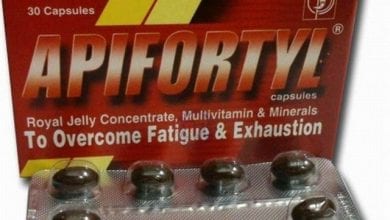 30 Capsules
APIFORTYL®
capsules
Royal Jelly Concentrate, Multivitamin & Minerals
To Overcome Fatigue & Exhaustion